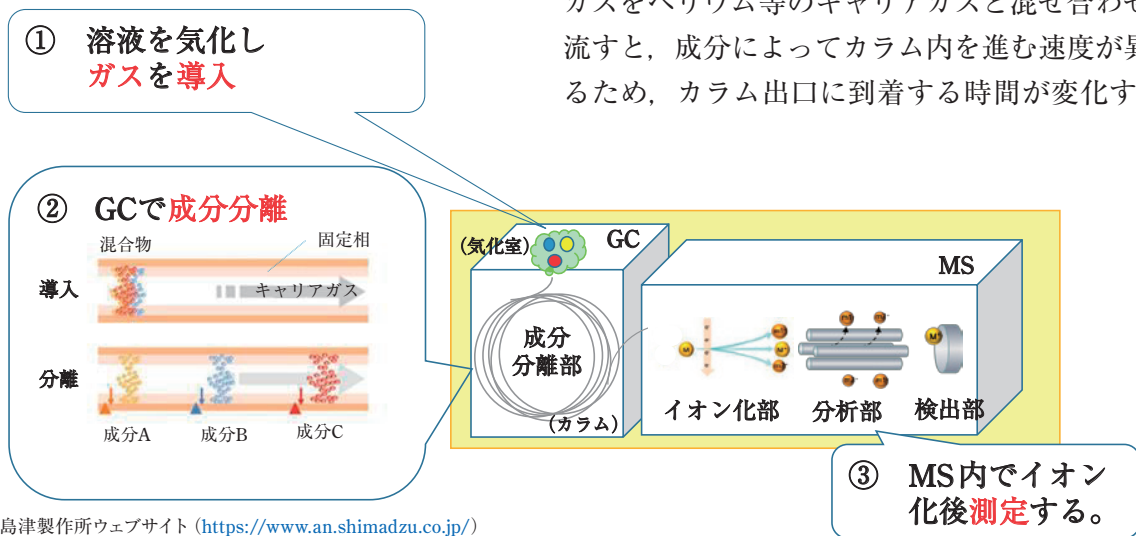 ガスをヘリウム等のキャリアガスと混ぜ合わせ
流すと，成分によってカラム内を進む速度が異
るため，カラム出口に到着する時間が変化す
① 溶液を気化し
ガスを導入
② GCで成分分離
混合物
固定相
導入
キャリアガス
分離
成分A
成分B
成分C
(気化室)
GC
成分
分離部
(カラム)
MS
イオン化部
分析部
検出部
③ MS内でイオン
化後測定する。
島津製作所ウェブサイト（https://www.an.shimadzu.co.jp/）